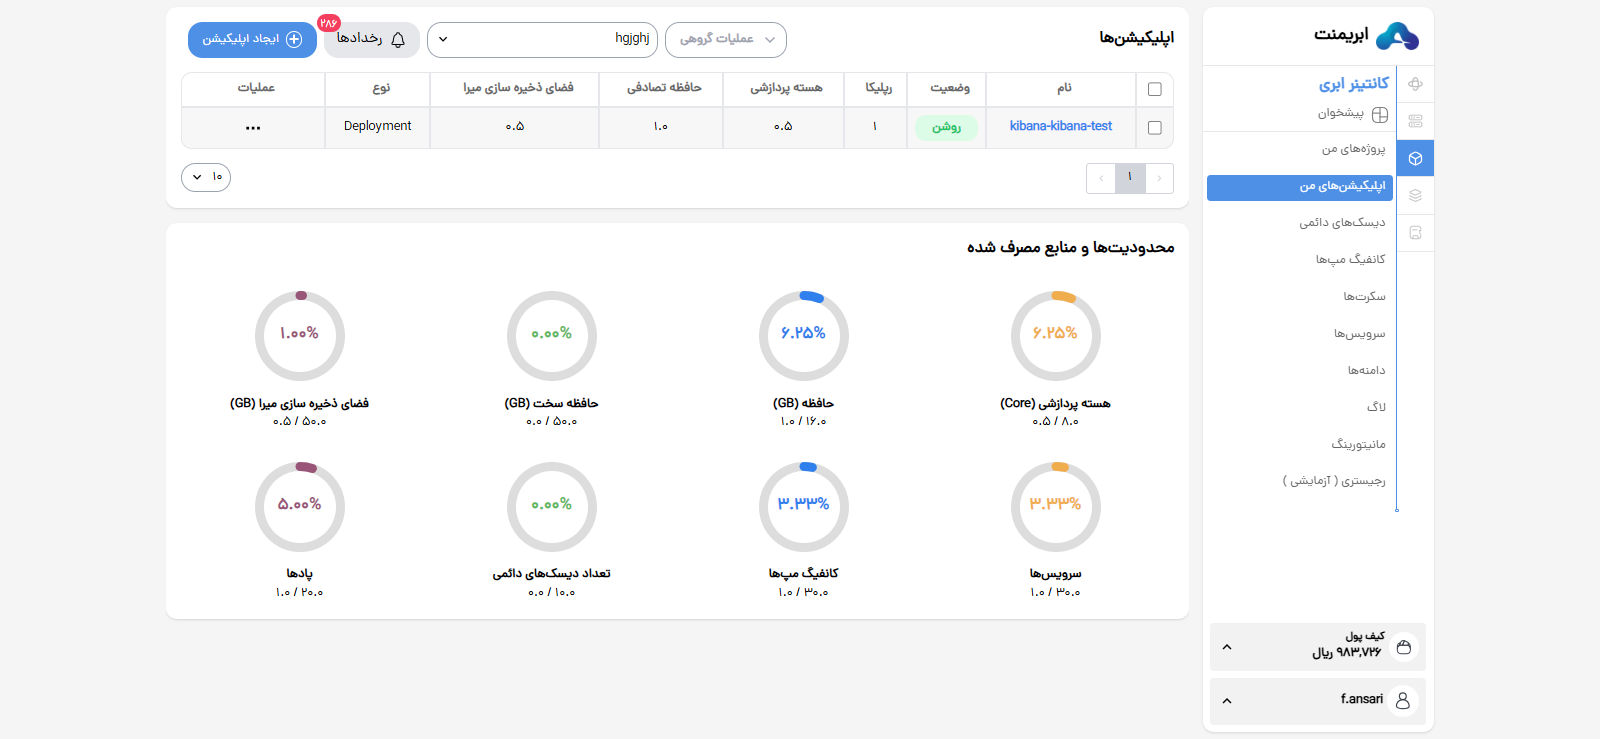 ابریمنت
کانتینر ابری
پیشخوان
پروژه‌های من
اپلیکیشن‌های من
دیسک‌های دائمی
کانفیگ مپ‌ها
سکرت‌ها
سرویس‌ها
دامنه‌ها
لاگ
مانیتورینگ
رجیستری ( آزمایشی )
کیف پول
۹۸۳,۷۲۶ ریال
f.ansari
اپلیکیشن‌ها
عملیات گروهی
hgjghj
رخدادها
۲۸۶
ایجاد اپلیکیشن
نام وضعیت رپلیکا هسته پردازشی حافظه تصادفی فضای ذخیره سازی میرا نوع عملیات
kibana-kibana-test روشن ۱ ۰.۵ ۱.۰ ۰.۵ Deployment ...
۱
۱۰
محدودیت‌ها و منابع مصرف شده
۶.۲۵% ۶.۲۵% ۰.۰۰% ۱.۰۰%
هسته پردازشی (Core) حافظه (GB) حافظه سخت (GB) فضای ذخیره سازی میرا (GB)
۰.۵ / ۸.۰ ۱.۰ / ۱۶.۰ ۰.۰ / ۵۰.۰ ۰.۵ / ۵۰.۰
۳.۳۳% ۳.۳۳% ۰.۰۰% ۵.۰۰%
سرویس‌ها کانفیگ مپ‌ها تعداد دیسک‌های دائمی پادها
۱.۰ / ۳۰.۰ ۱.۰ / ۳۰.۰ ۰.۰ / ۱۰.۰ ۱.۰ / ۲۰.۰